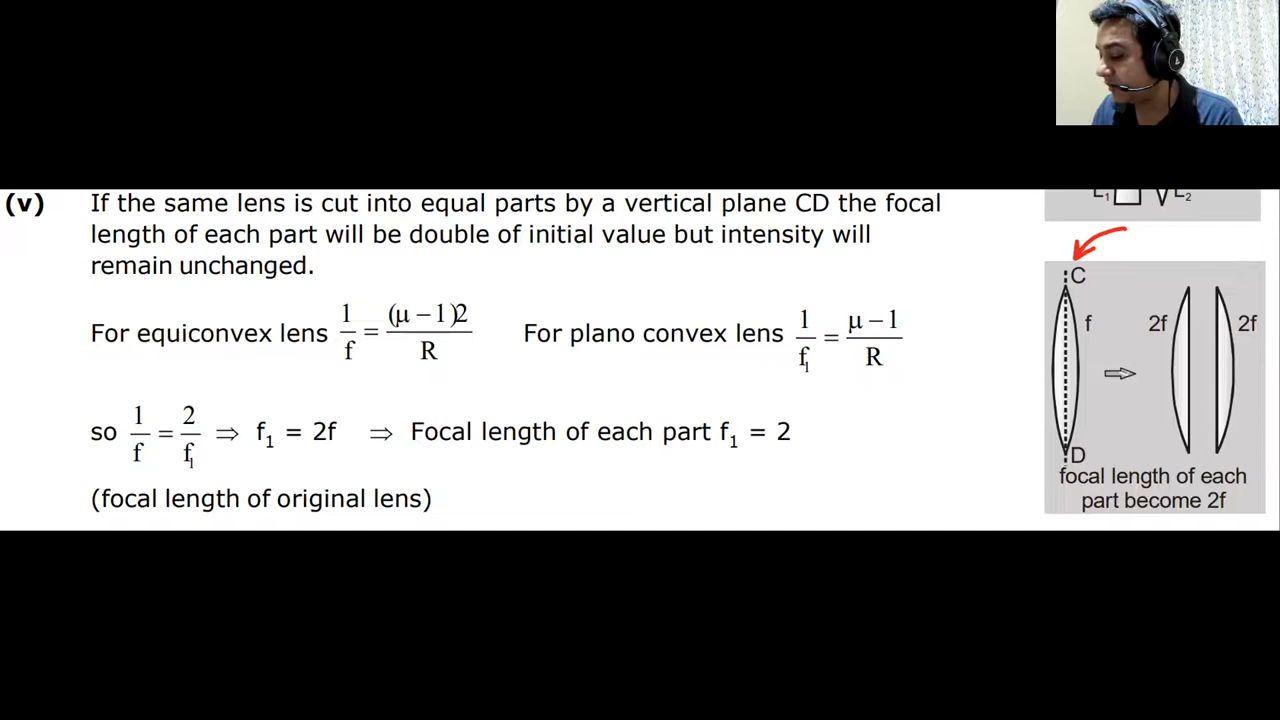 (v) If the same lens is cut into equal parts by a vertical plane CD the focal
length of each part will be double of initial value but intensity will
remain unchanged.
For equiconvex lens 1/f = (μ − 1)2/R For plano convex lens 1/f₁ = μ − 1/R
so 1/f = 2/f₁ ⇒ f₁ = 2f ⇒ Focal length of each part f₁ = 2
(focal length of original lens)
L₁ L₂
C
f 2f 2f
D
focal length of each
part become 2f